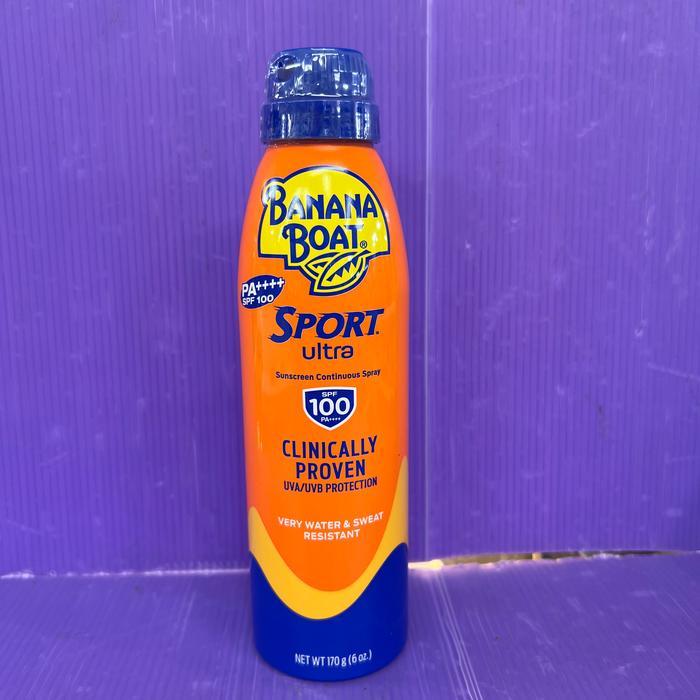 BANANA
BOAT®
PA++++
SPF 100
SPORT
ultra
Sunscreen Continuous Spray
SPF
100
PA++++
CLINICALLY
PROVEN
UVA/UVB PROTECTION
VERY WATER & SWEAT
RESISTANT
NET WT 170 g (6 oz.)